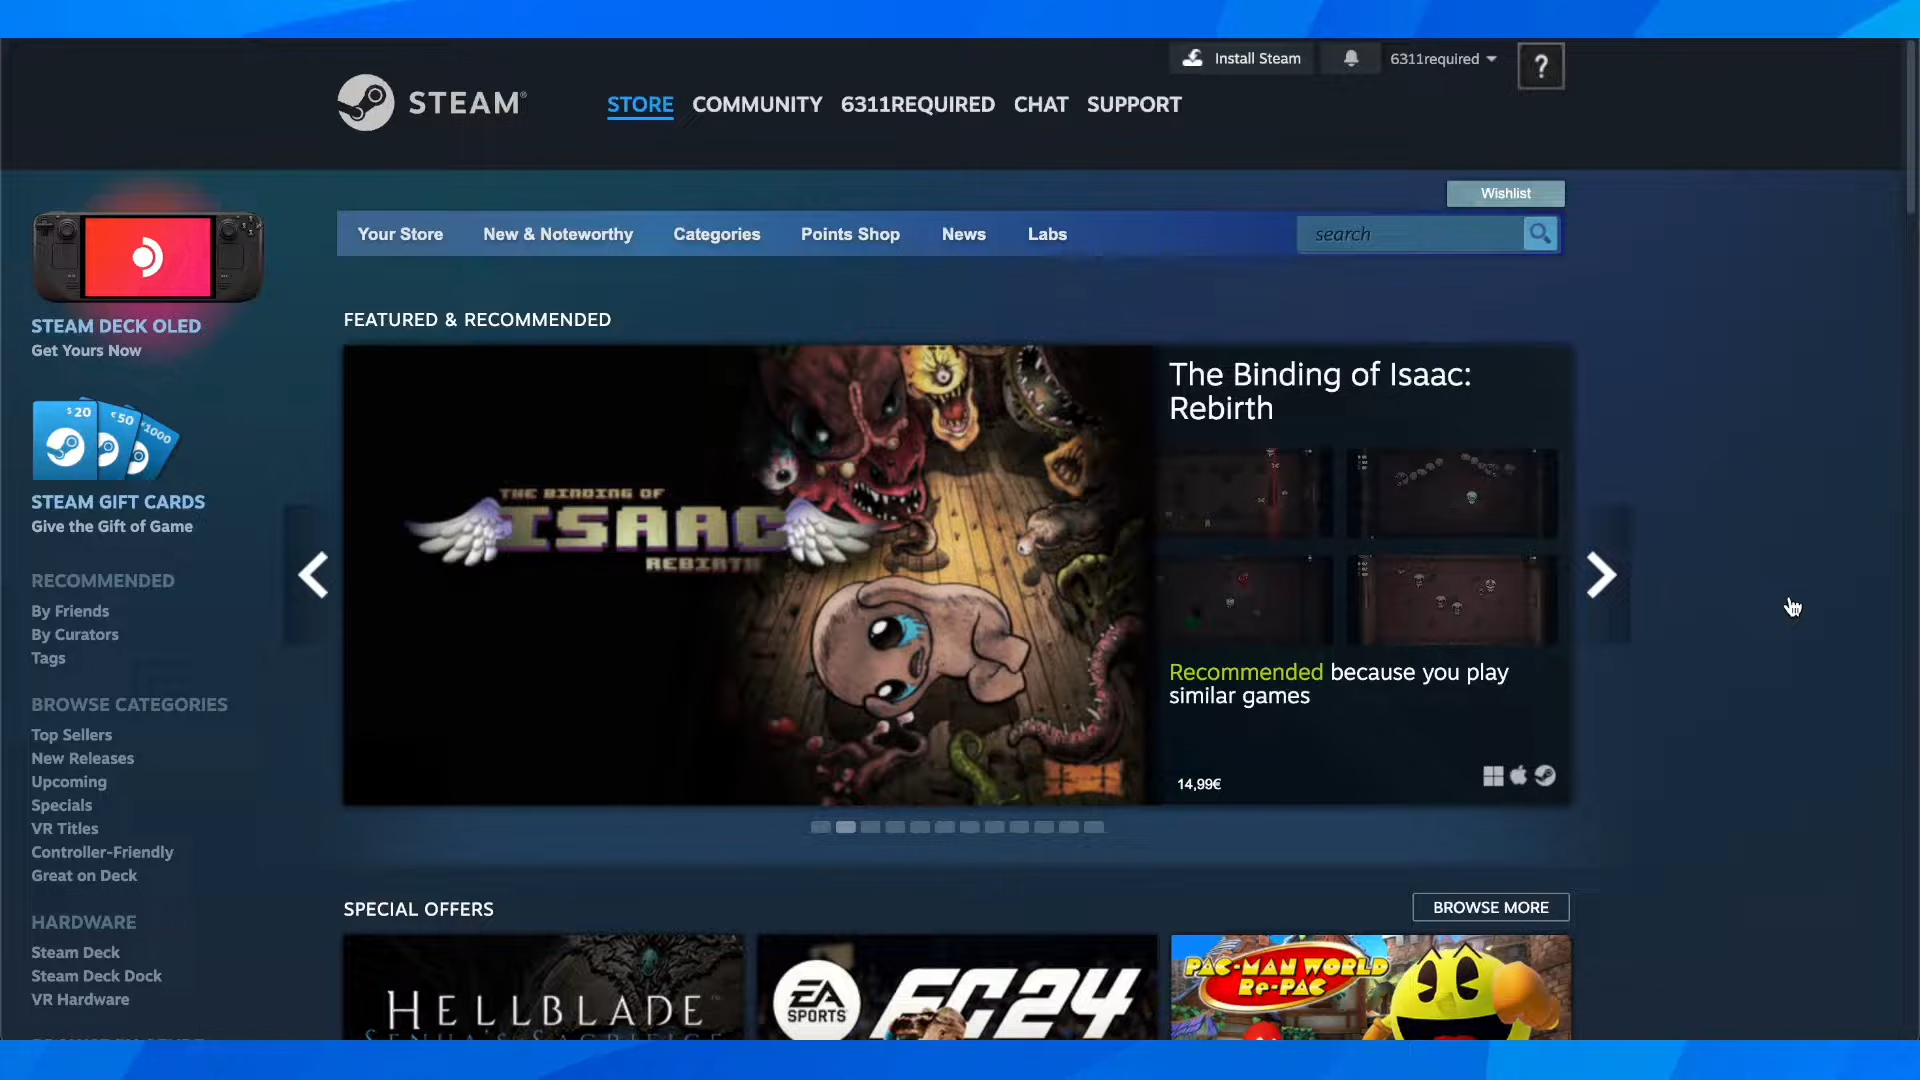 Install Steam
6311required
?
STEAM®
STORE
COMMUNITY
6311REQUIRED
CHAT
SUPPORT
Wishlist
Your Store
New & Noteworthy
Categories
Points Shop
News
Labs
search
STEAM DECK OLED
Get Yours Now
$20
€50
¥1000
STEAM GIFT CARDS
Give the Gift of Game
RECOMMENDED
By Friends
By Curators
Tags
BROWSE CATEGORIES
Top Sellers
New Releases
Upcoming
Specials
VR Titles
Controller-Friendly
Great on Deck
HARDWARE
Steam Deck
Steam Deck Dock
VR Hardware
FEATURED & RECOMMENDED
THE BINDING OF
ISAAC
REBIRTH
The Binding of Isaac:
Rebirth
Recommended because you play
similar games
14,99€
SPECIAL OFFERS
BROWSE MORE
HELLBLADE
SENUA'S SACRIFICE
EA
SPORTS
FC24
PAC-MAN WORLD
Re-PAC